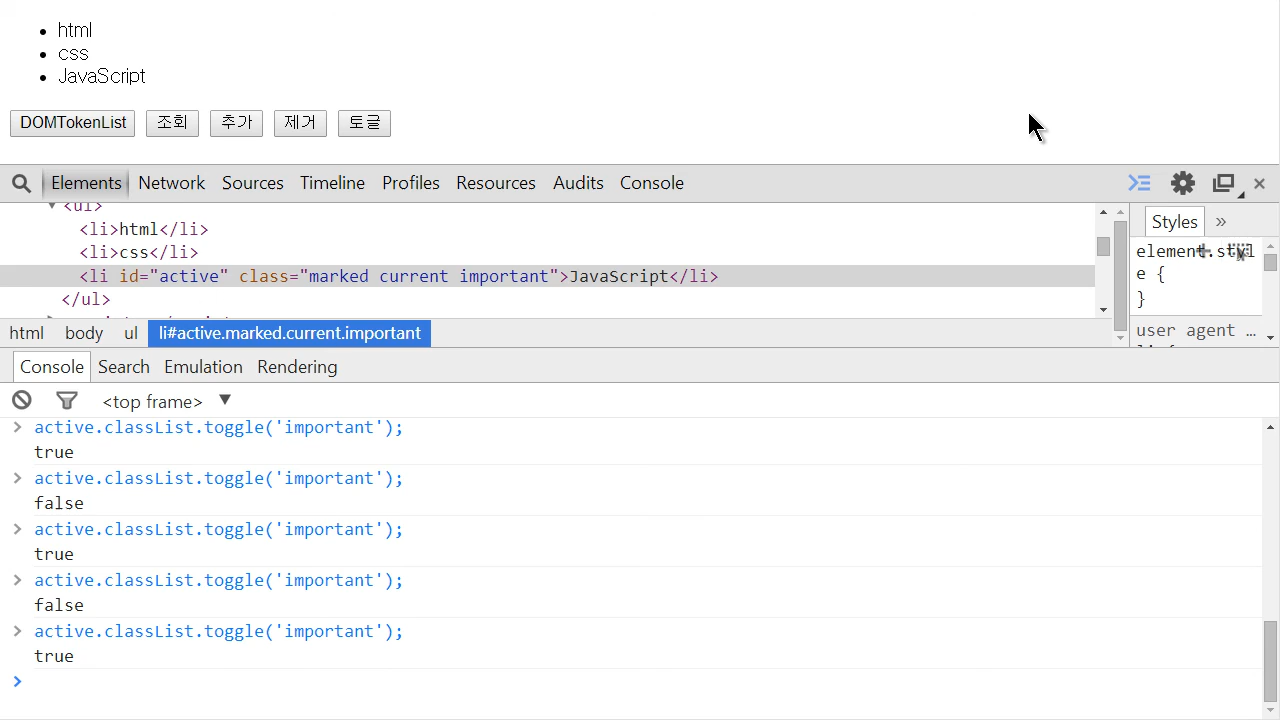 html
css
JavaScript
DOMTokenList 조회 추가 제거 토글
Elements Network Sources Timeline Profiles Resources Audits Console
<ul>
<li>html</li>
<li>css</li>
<li id="active" class="marked current important">JavaScript</li>
</ul>
Styles »
element.styl
e {
}
user agent …
html body ul li#active.marked.current.important
Console Search Emulation Rendering
<top frame> ▼
> active.classList.toggle('important');
true
> active.classList.toggle('important');
false
> active.classList.toggle('important');
true
> active.classList.toggle('important');
false
> active.classList.toggle('important');
true
>